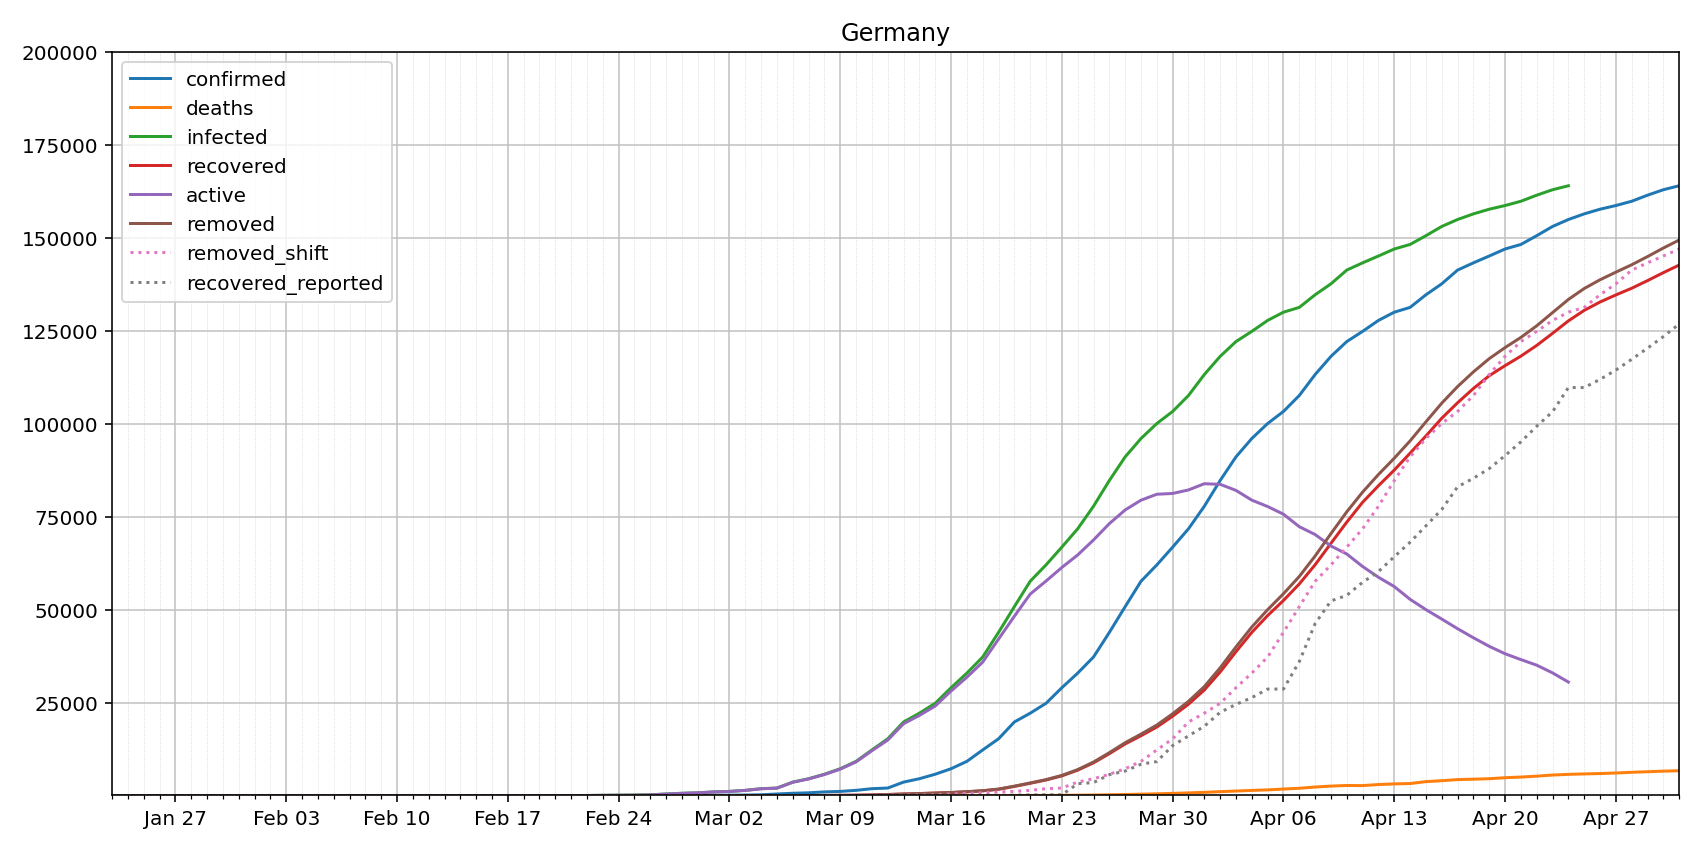 Germany
200000
175000
150000
125000
100000
75000
50000
25000
confirmed
deaths
infected
recovered
active
removed
removed_shift
recovered_reported
Jan 27 Feb 03 Feb 10 Feb 17 Feb 24 Mar 02 Mar 09 Mar 16 Mar 23 Mar 30 Apr 06 Apr 13 Apr 20 Apr 27